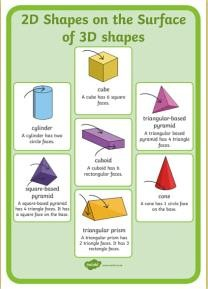 2D Shapes on the Surface
of 3D shapes
cube
A cube has 6 square
faces.
cylinder
A cylinder has two
circle faces.
triangular-based
pyramid
A triangular based
pyramid has 4 triangle
faces.
cuboid
A cuboid has 6
rectangular faces.
square-based
pyramid
A square-based pyramid
has 4 triangle faces. It has
a square face on the base.
cone
A cone has 1 circle face
on the base.
triangular prism
A triangular prism has
2 triangle faces. It has 3
rectangle faces.
twinkl